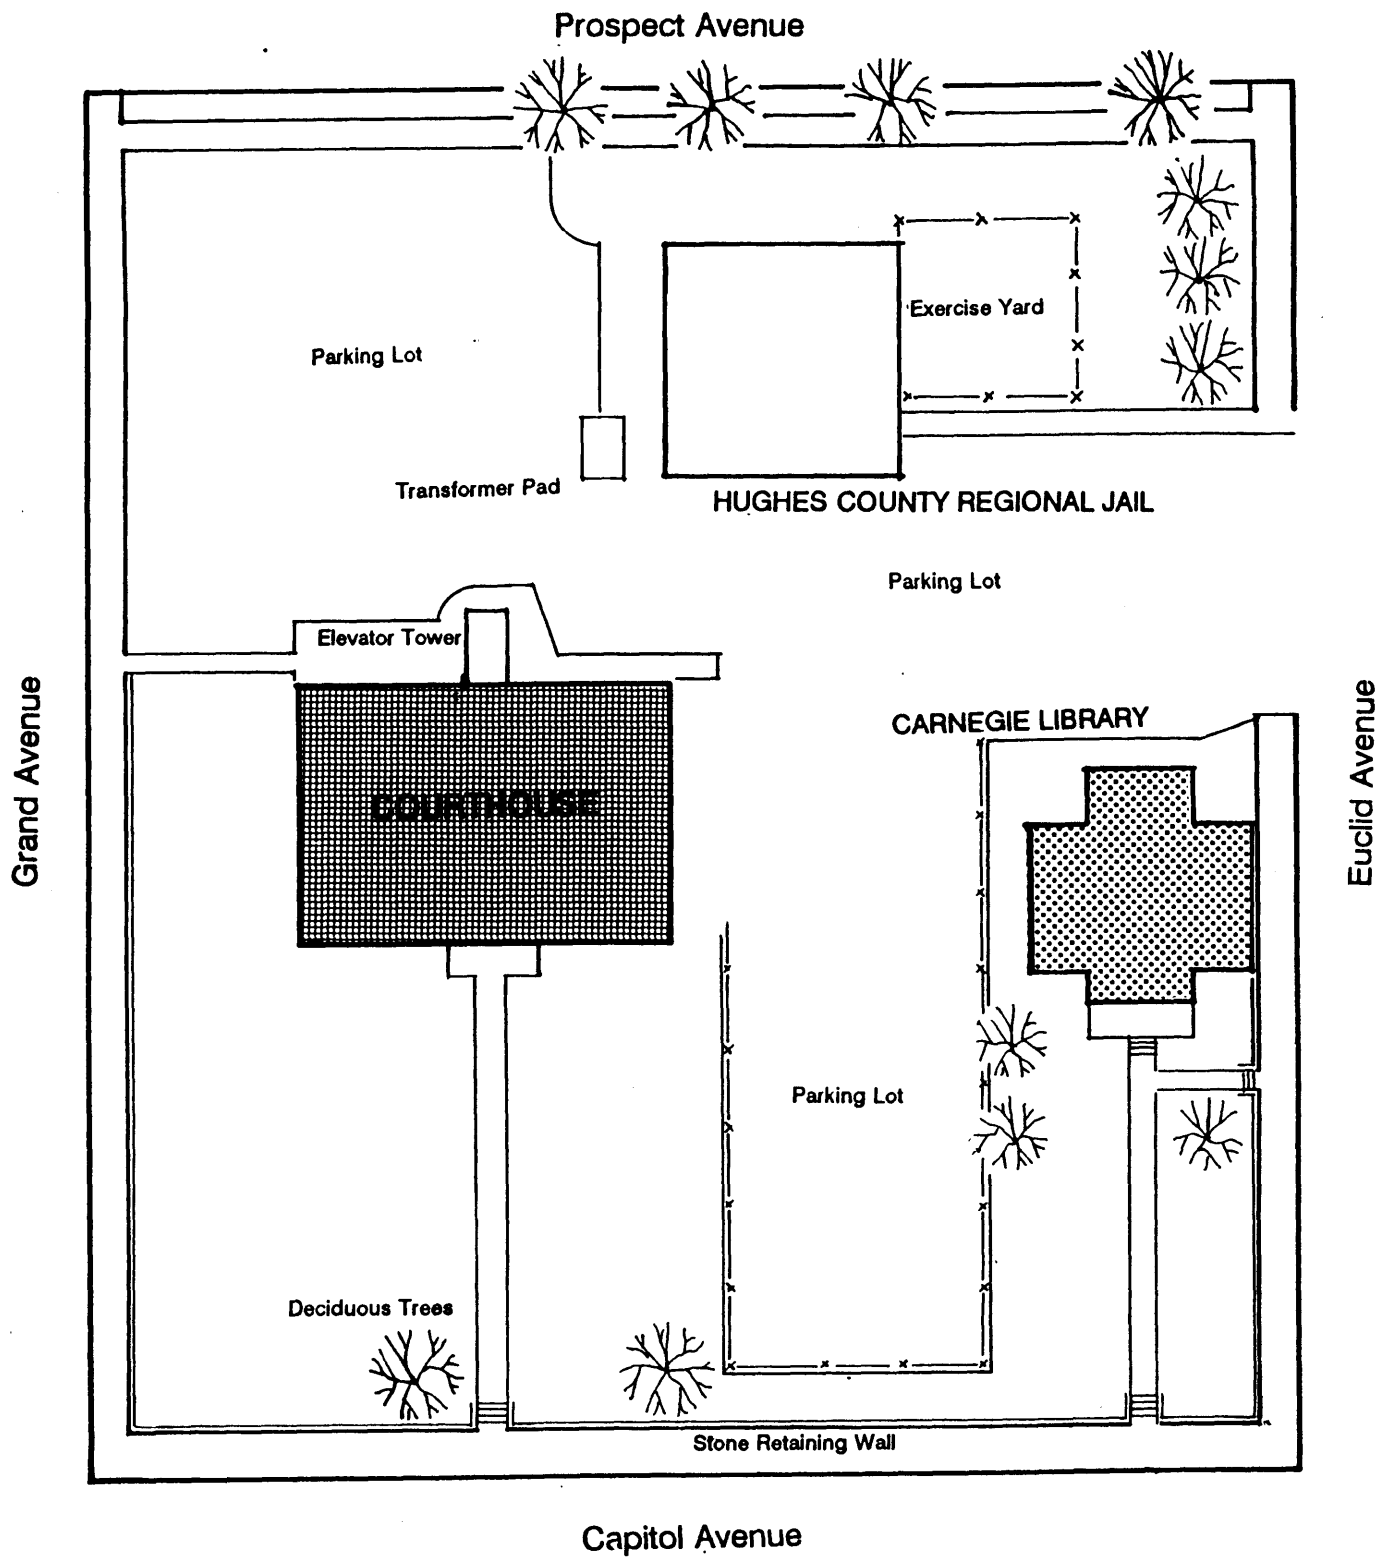 Prospect Avenue
Exercise Yard
Parking Lot
Transformer Pad
HUGHES COUNTY REGIONAL JAIL
Parking Lot
Elevator Tower
Grand Avenue
CARNEGIE LIBRARY
Euclid Avenue
COURTHOUSE
Parking Lot
Deciduous Trees
Stone Retaining Wall
Capitol Avenue